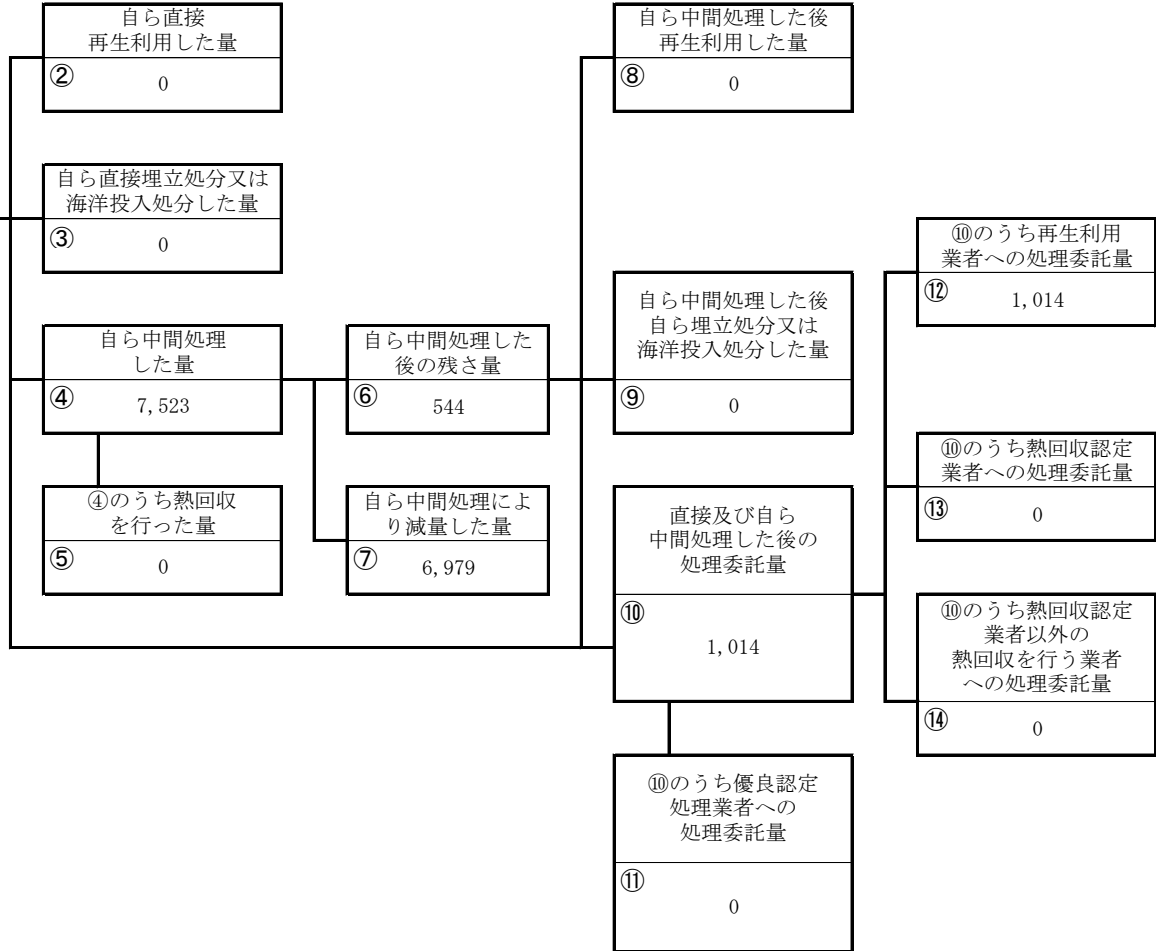 自ら直接
再生利用した量
② 0
自ら中間処理した後
再生利用した量
⑧ 0
自ら直接埋立処分又は
海洋投入処分した量
③ 0
⑩のうち再生利用
業者への処理委託量
⑫ 1,014
自ら中間処理した後
自ら埋立処分又は
海洋投入処分した量
⑨ 0
自ら中間処理
した量
④ 7,523
自ら中間処理した
後の残さ量
⑥ 544
⑩のうち熱回収認定
業者への処理委託量
⑬ 0
④のうち熱回収
を行った量
⑤ 0
自ら中間処理によ
り減量した量
⑦ 6,979
直接及び自ら
中間処理した後の
処理委託量
⑩
1,014
⑩のうち熱回収認定
業者以外の
熱回収を行う業者
への処理委託量
⑭ 0
⑩のうち優良認定
処理業者への
処理委託量
⑪
0